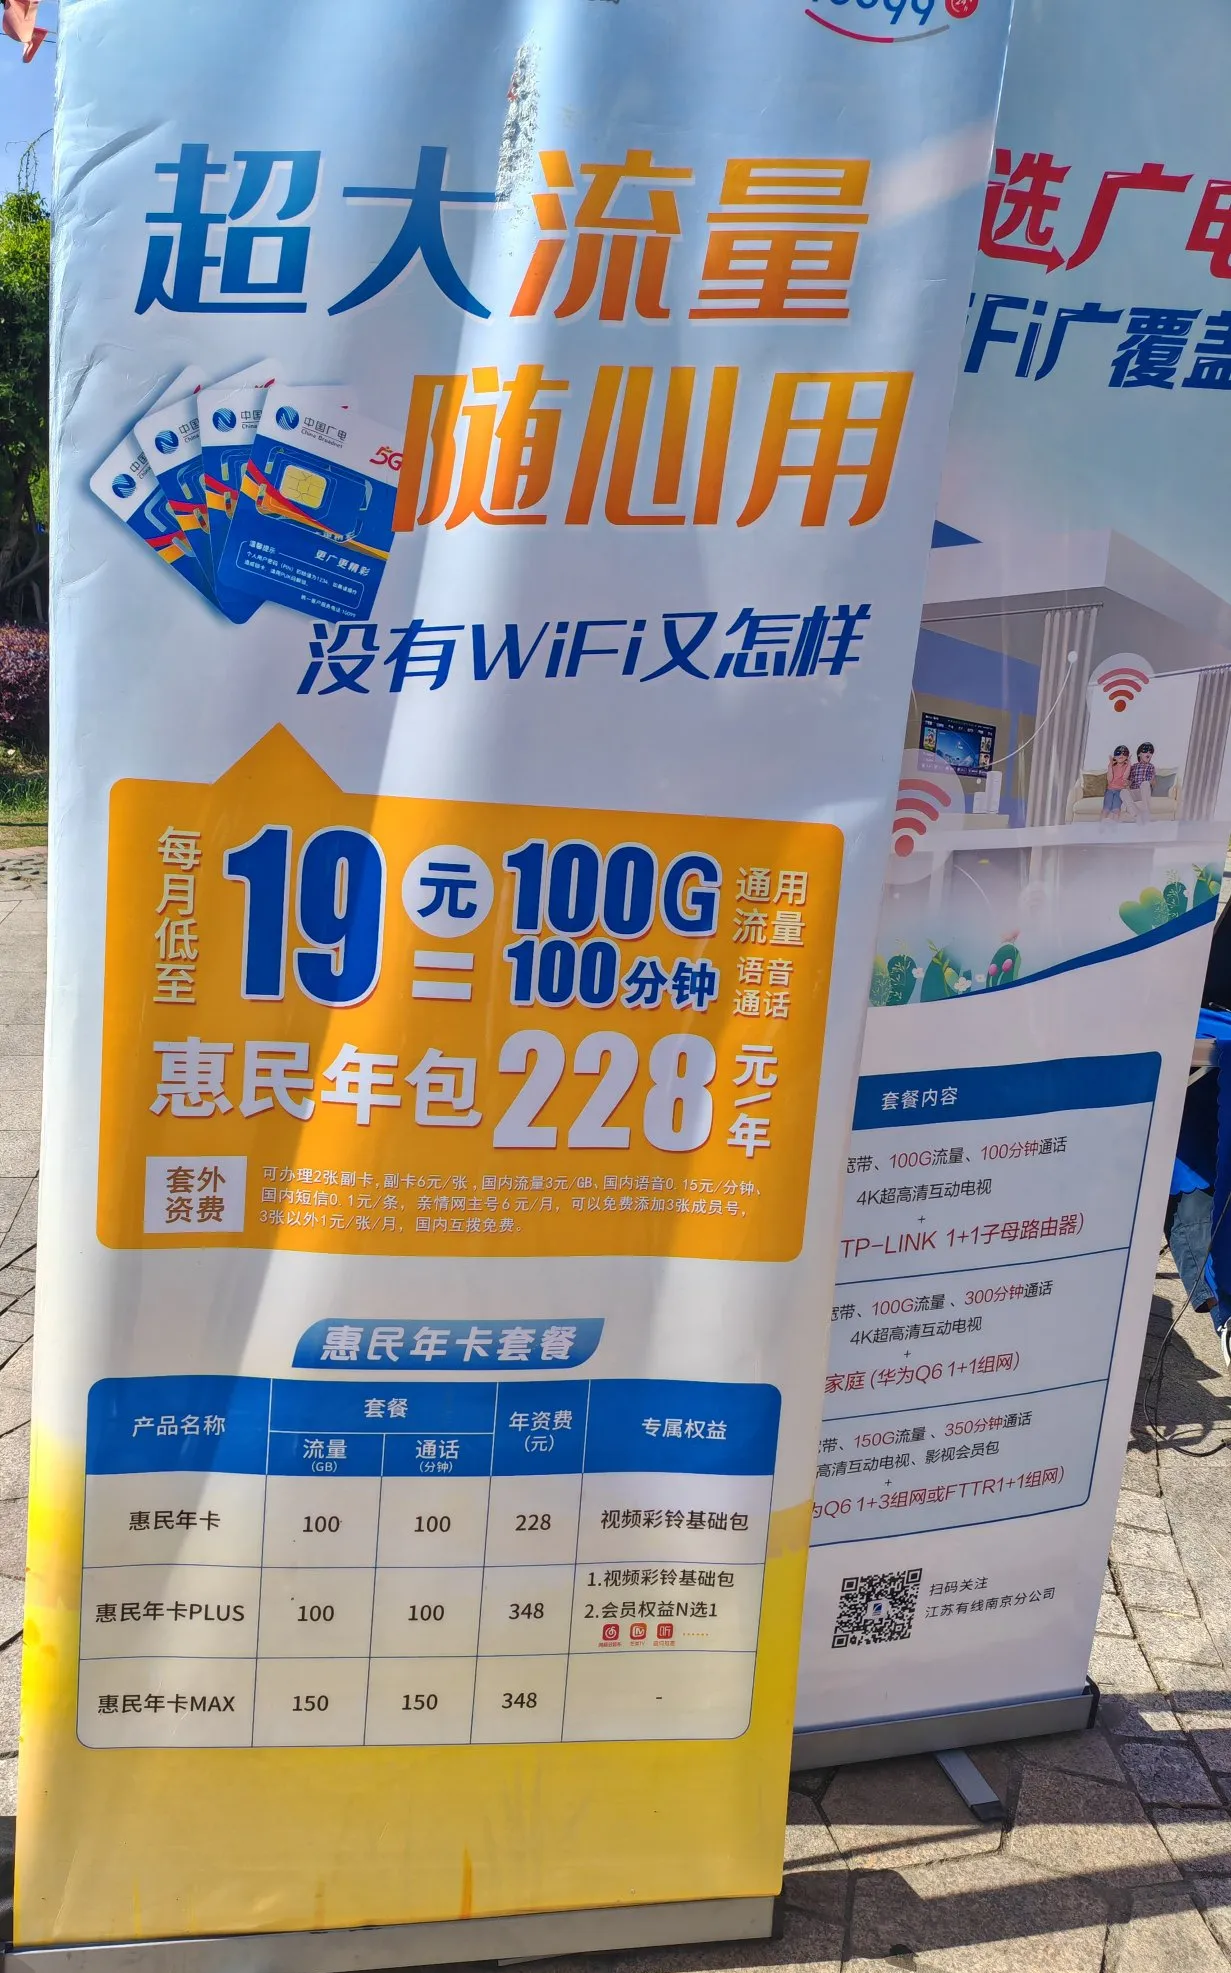 超大流量
随心用
中国广电
China Broadnet
5G
温馨提示
更广更精彩
没有WiFi又怎样
每月低至
19元=100G通用流量
100分钟语音通话
惠民年包228元/年
套外资费
可办理2张副卡,副卡6元/张,国内流量3元/GB、国内语音0.15元/分钟、
国内短信0.1元/条，亲情网主号6元/月，可以免费添加3张成员号，
3张以外1元/张/月，国内互拨免费。
惠民年卡套餐
产品名称 套餐 年资费(元) 专属权益
流量(GB) 通话(分钟)
惠民年卡 100 100 228 视频彩铃基础包
惠民年卡PLUS 100 100 348 1.视频彩铃基础包
2.会员权益N选1
......
惠民年卡MAX 150 150 348 -
选广电
Fi广覆盖
套餐内容
宽带、100G流量、100分钟通话
4K超高清互动电视
+
TP-LINK 1+1子母路由器)
宽带、100G流量、300分钟通话
4K超高清互动电视
+
家庭(华为Q6 1+1组网)
带、150G流量、350分钟通话
高清互动电视、影视会员包
+
为Q6 1+3组网或FTTR1+1组网)
扫码关注
江苏有线南京分公司